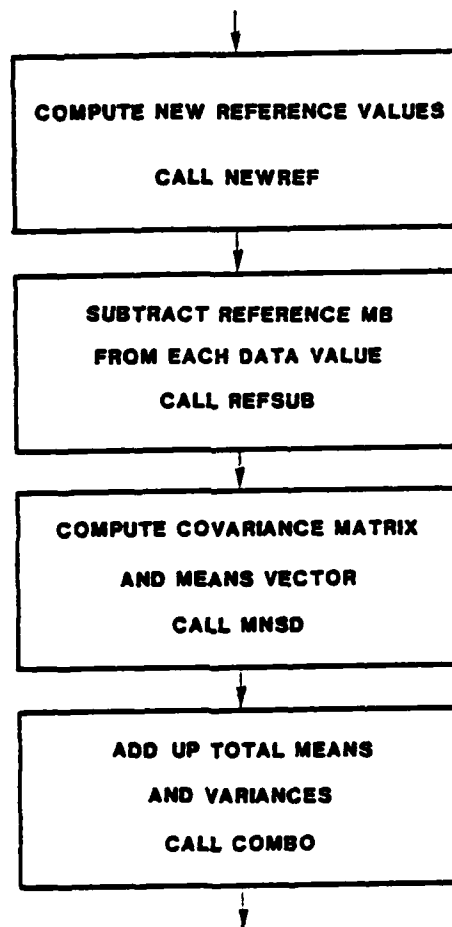 COMPUTE NEW REFERENCE VALUES
CALL NEWREF
SUBTRACT REFERENCE MB
FROM EACH DATA VALUE
CALL REFSUB
COMPUTE COVARIANCE MATRIX
AND MEANS VECTOR
CALL MNSD
ADD UP TOTAL MEANS
AND VARIANCES
CALL COMBO